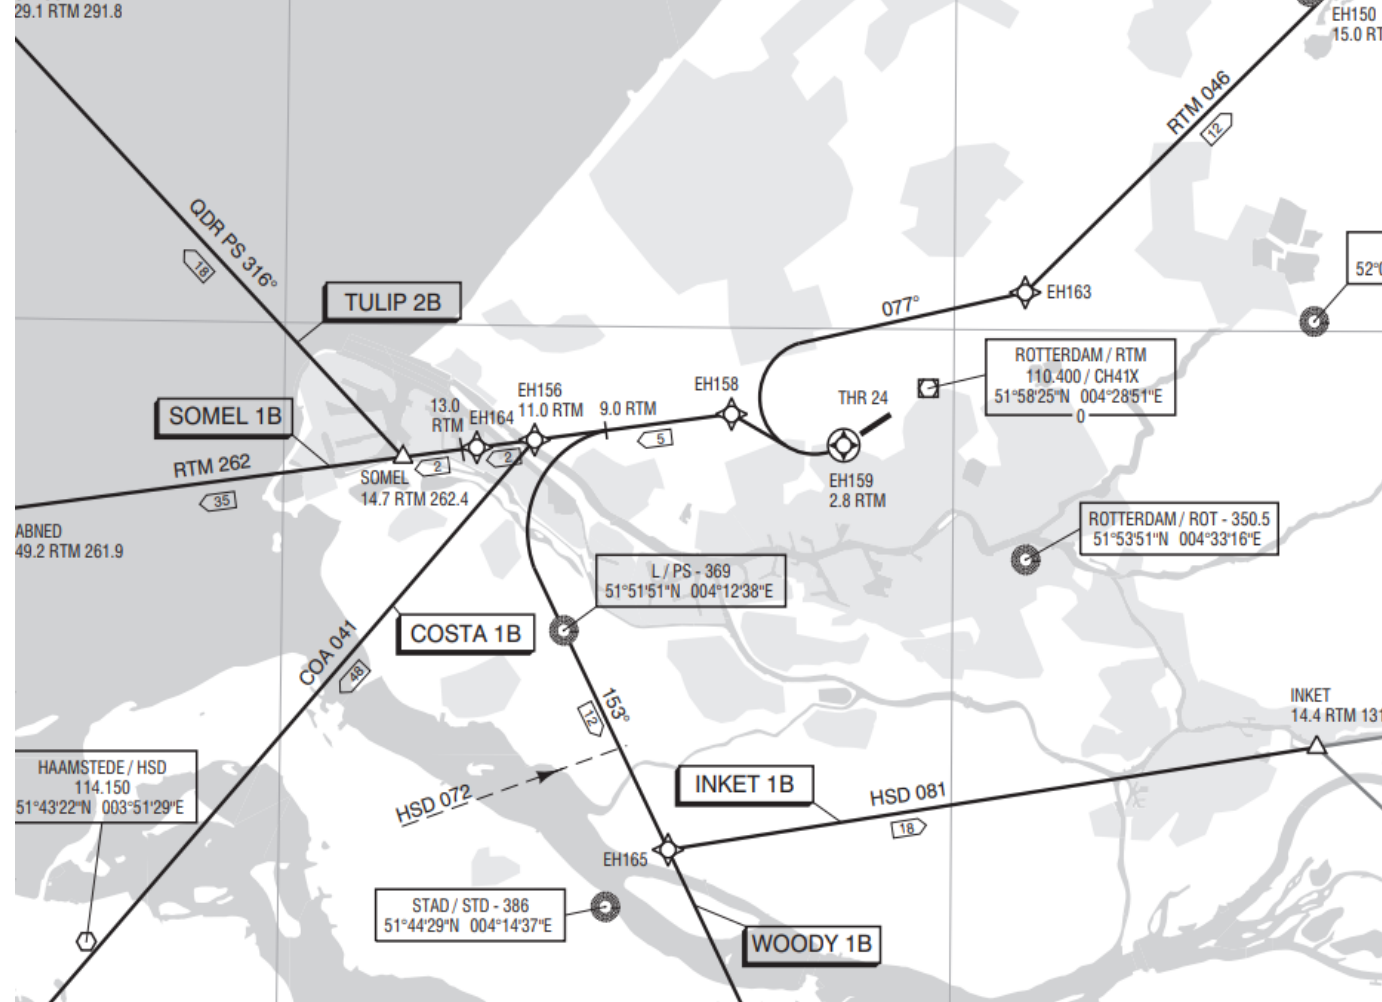 29.1 RTM 291.8
EH150
15.0 RT
RTM 046
12
QDR PS 316°
18
TULIP 2B
077°
EH163
52°0
ROTTERDAM / RTM
110.400 / CH41X
51°58'25"N 004°28'51"E
0
THR 24
EH158
EH156
11.0 RTM
9.0 RTM
13.0
RTM
EH164
5
2
2
SOMEL 1B
RTM 262
35
SOMEL
14.7 RTM 262.4
EH159
2.8 RTM
ABNED
49.2 RTM 261.9
ROTTERDAM / ROT - 350.5
51°53'51"N 004°33'16"E
L / PS - 369
51°51'51"N 004°12'38"E
COSTA 1B
COA 041
48
153°
12
INKET
14.4 RTM 131
HAAMSTEDE / HSD
114.150
51°43'22"N 003°51'29"E
HSD 072
INKET 1B
HSD 081
18
EH165
STAD / STD - 386
51°44'29"N 004°14'37"E
WOODY 1B